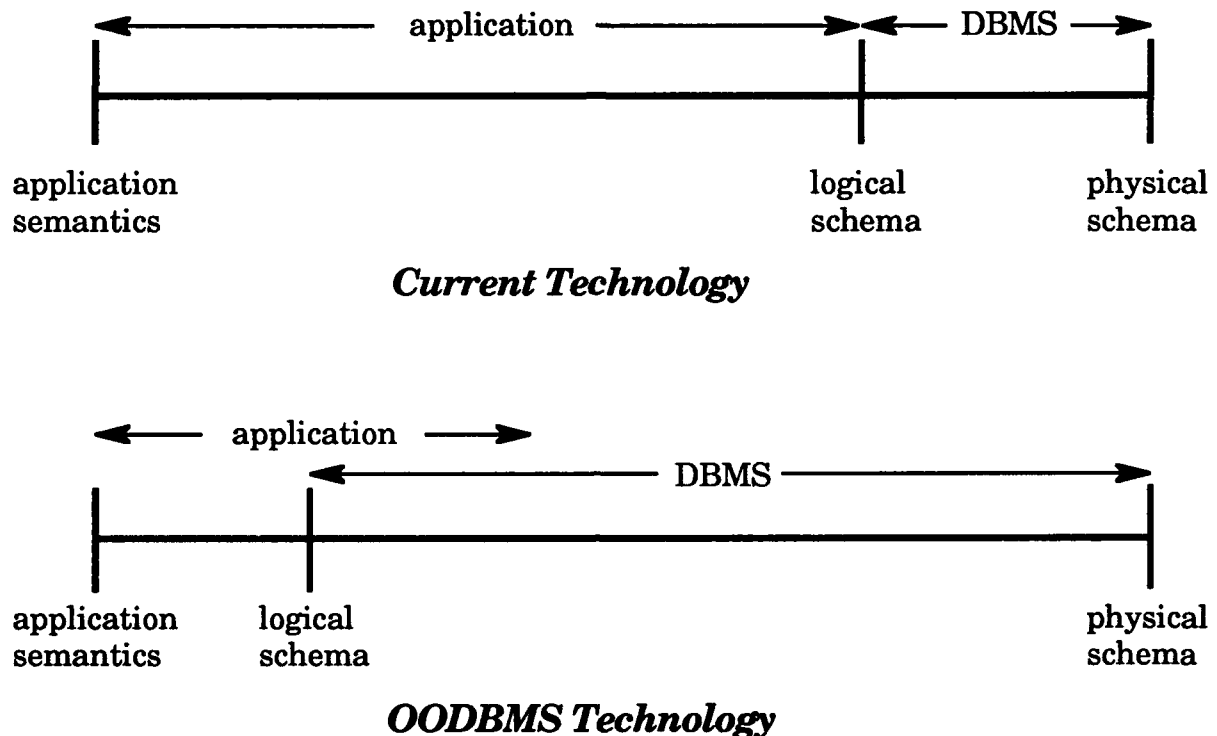 application DBMS
application semantics
logical schema
physical schema
Current Technology
application
DBMS
application semantics
logical schema
physical schema
OODBMS Technology